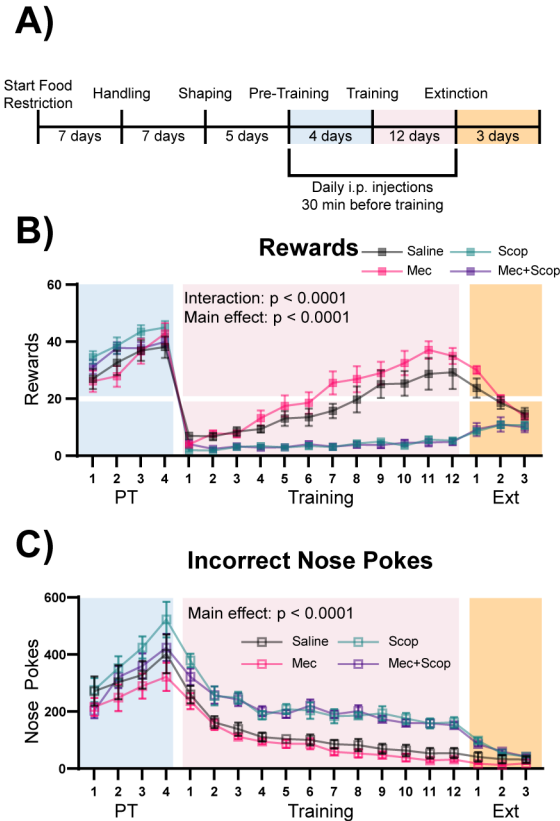 A)
Start Food
Restriction
Handling
Shaping
Pre-Training
Training
Extinction
7 days
7 days
5 days
4 days
12 days
3 days
Daily i.p. injections
30 min before training
B)
Rewards
Saline
Scop
Mec
Mec+Scop
Interaction: p < 0.0001
Main effect: p < 0.0001
Rewards
60
40
20
0
1 2 3 4 1 2 3 4 5 6 7 8 9 10 11 12 1 2 3
PT Training Ext
C)
Incorrect Nose Pokes
Main effect: p < 0.0001
Saline
Scop
Mec
Mec+Scop
Nose Pokes
600
400
200
0
1 2 3 4 1 2 3 4 5 6 7 8 9 10 11 12 1 2 3
PT Training Ext